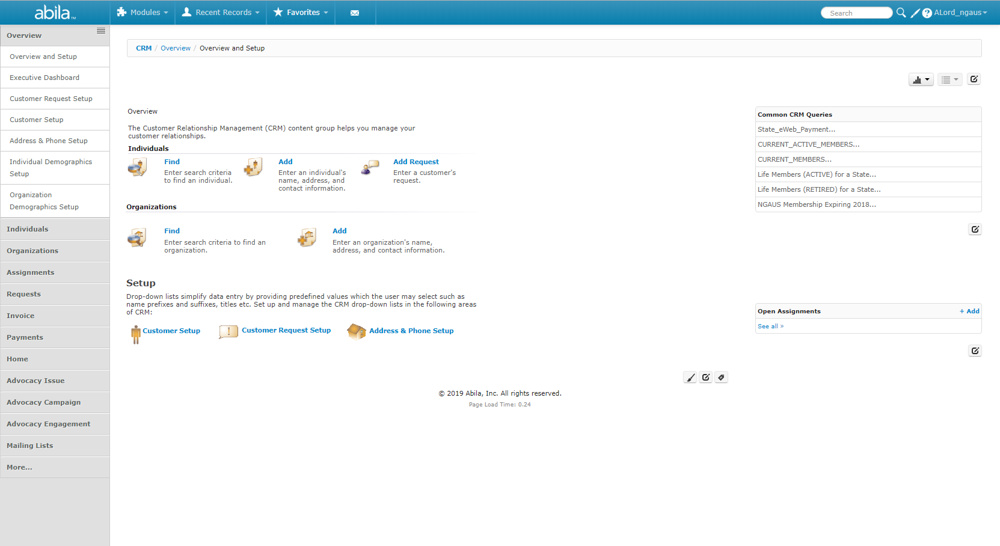 abila™
Modules
Recent Records
Favorites
Search
ALord_ngaus
Overview
Overview and Setup
Executive Dashboard
Customer Request Setup
Customer Setup
Address & Phone Setup
Individual Demographics
Setup
Organization
Demographics Setup
Individuals
Organizations
Assignments
Requests
Invoice
Payments
Home
Advocacy Issue
Advocacy Campaign
Advocacy Engagement
Mailing Lists
More...
CRM / Overview / Overview and Setup
Overview
The Customer Relationship Management (CRM) content group helps you manage your
customer relationships.
Individuals
Find
Enter search criteria
to find an individual.
Add
Enter an individual's
name, address, and
contact information.
Add Request
Enter a customer's
request.
Organizations
Find
Enter search criteria to find an
organization.
Add
Enter an organization's name,
address, and contact information.
Setup
Drop-down lists simplify data entry by providing predefined values which the user may select such as
name prefixes and suffixes, titles etc. Set up and manage the CRM drop-down lists in the following areas
of CRM:
Customer Setup
Customer Request Setup
Address & Phone Setup
Common CRM Queries
State_eWeb_Payment...
CURRENT_ACTIVE_MEMBERS...
CURRENT_MEMBERS...
Life Members (ACTIVE) for a State...
Life Members (RETIRED) for a State...
NGAUS Membership Expiring 2018...
Open Assignments
+ Add
See all »
© 2019 Abila, Inc. All rights reserved.
Page Load Time: 0.24